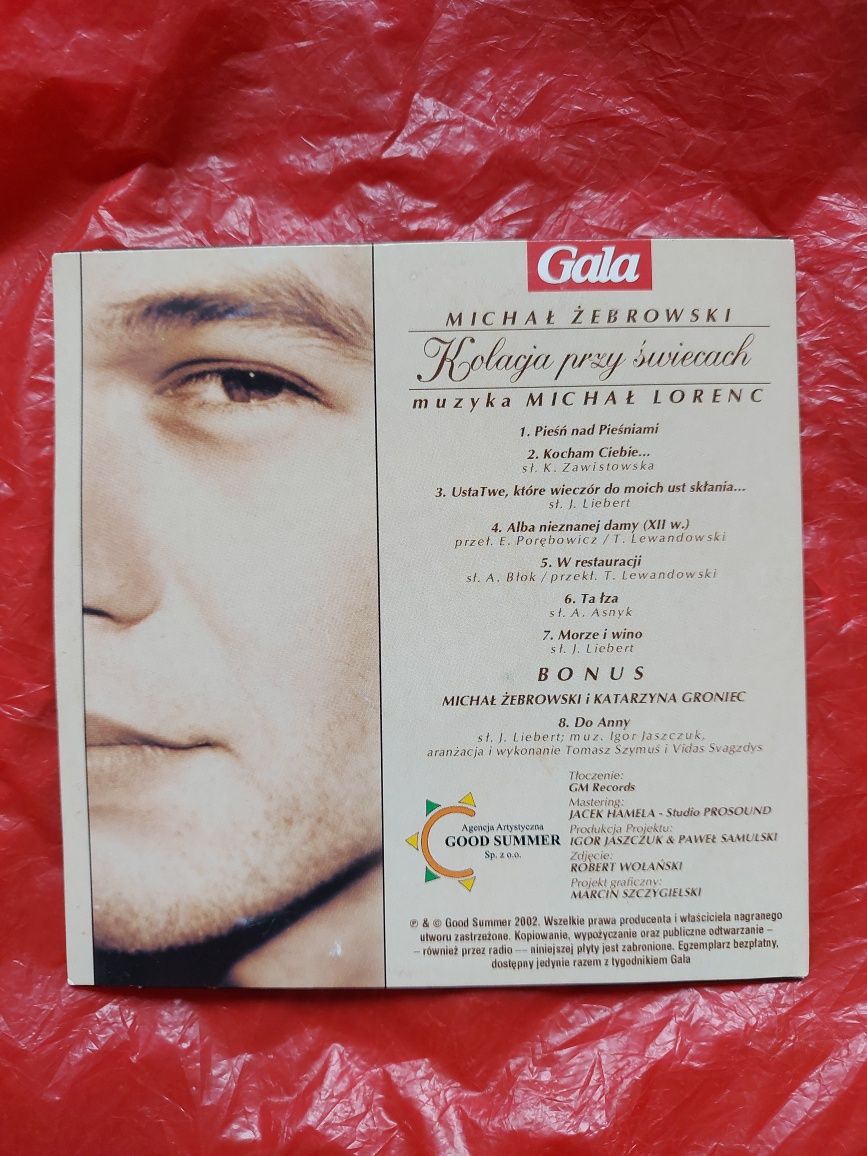 Gala
MICHAŁ ŻEBROWSKI
Kolacja przy świecach
muzyka MICHAŁ LORENC
1. Pieśń nad Pieśniami
2. Kocham Ciebie...
sł. K. Zawistowska
3. UstaTwe, które wieczór do moich ust skłania...
sł. J. Liebert
4. Alba nieznanej damy (XII w.)
przeł. E. Porębowicz / T. Lewandowski
5. W restauracji
sł. A. Błok / przekł. T. Lewandowski
6. Ta łza
sł. A. Asnyk
7. Morze i wino
sł. J. Liebert
BONUS
MICHAŁ ŻEBROWSKI i KATARZYNA GRONIEC
8. Do Anny
sł. J. Liebert; muz. Igor Jaszczuk,
aranżacja i wykonanie Tomasz Szymuś i Vidas Svagzdys
Agencja Artystyczna
GOOD SUMMER
Sp. z o.o.
Tłoczenie:
GM Records
Mastering:
JACEK HAMELA - Studio PROSOUND
Produkcja Projektu:
IGOR JASZCZUK & PAWEŁ SAMULSKI
Zdjęcie:
ROBERT WOLAŃSKI
Projekt graficzny:
MARCIN SZCZYGIELSKI
℗ & © Good Summer 2002. Wszelkie prawa producenta i właściciela nagranego
utworu zastrzeżone. Kopiowanie, wypożyczanie oraz publiczne odtwarzanie –
– również przez radio –– niniejszej płyty jest zabronione. Egzemplarz bezpłatny,
dostępny jedynie razem z tygodnikiem Gala